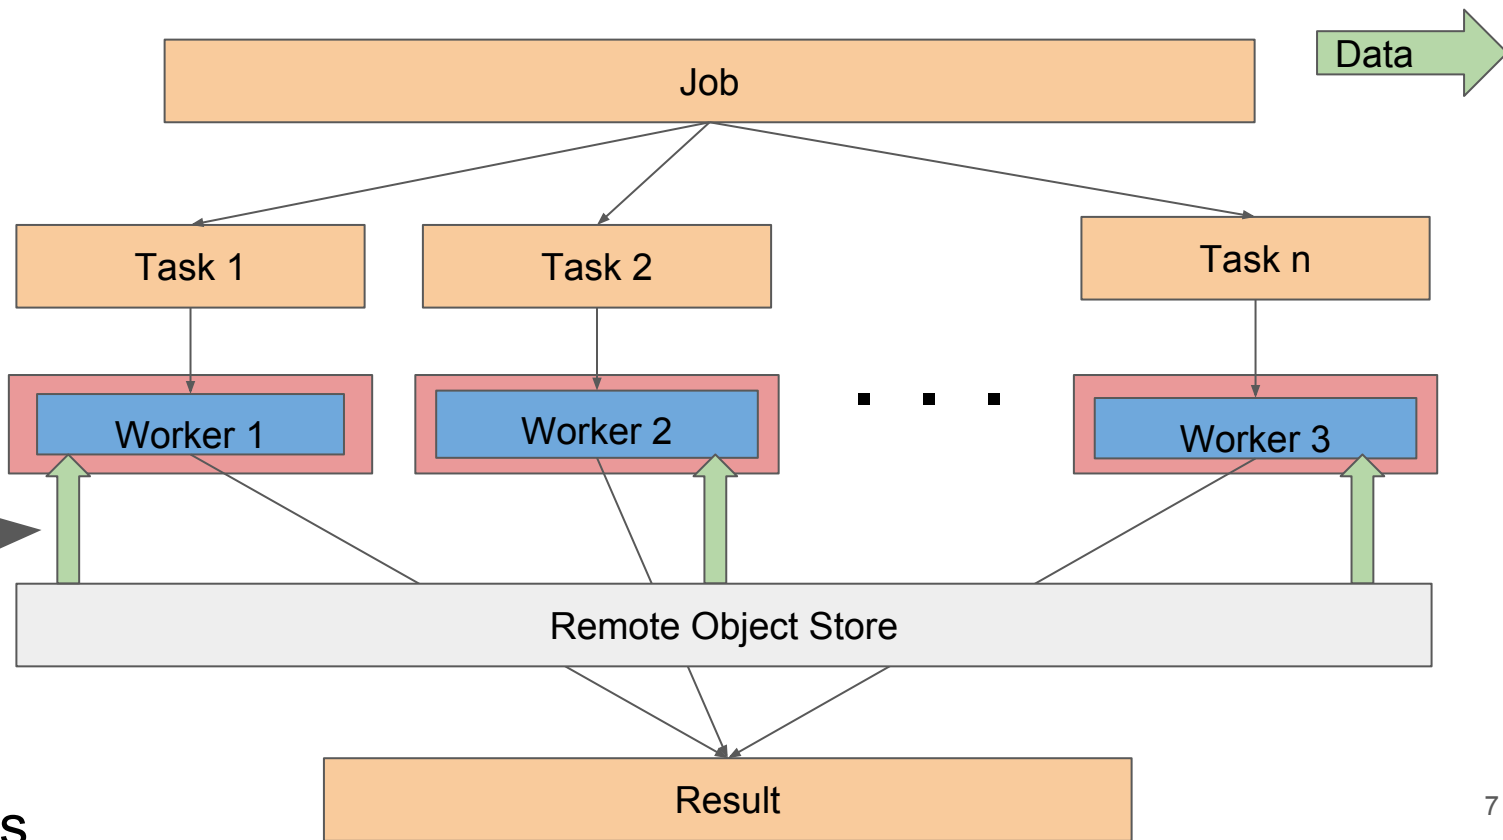 Data
Job
Task 1
Task 2
Task n
Worker 1
Worker 2
Worker 3
Remote Object Store
Result
7
s